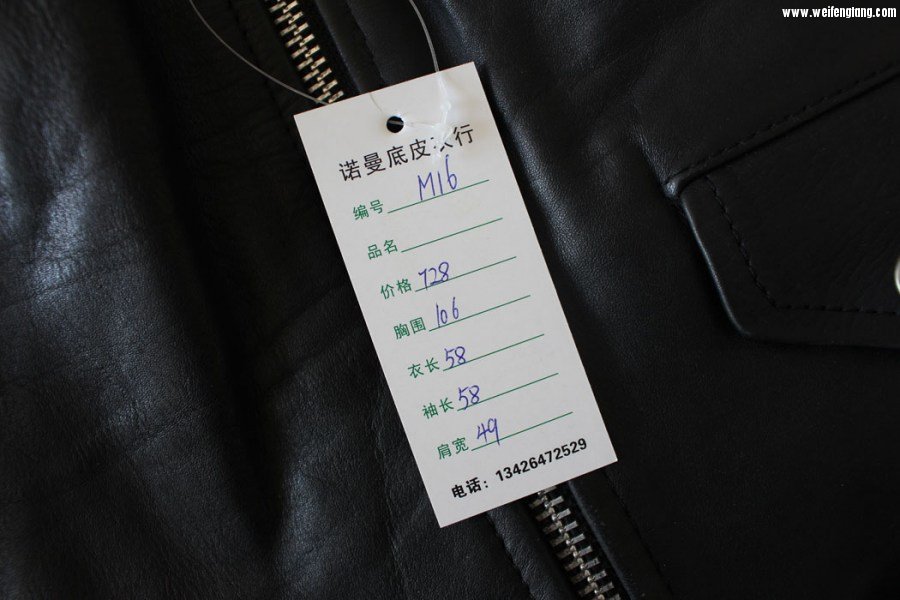 www.weifengtang.com
诺曼底皮衣行
编号 M16
品名
价格 728
胸围 106
衣长 58
袖长 58
肩宽 49
电话：13426472529